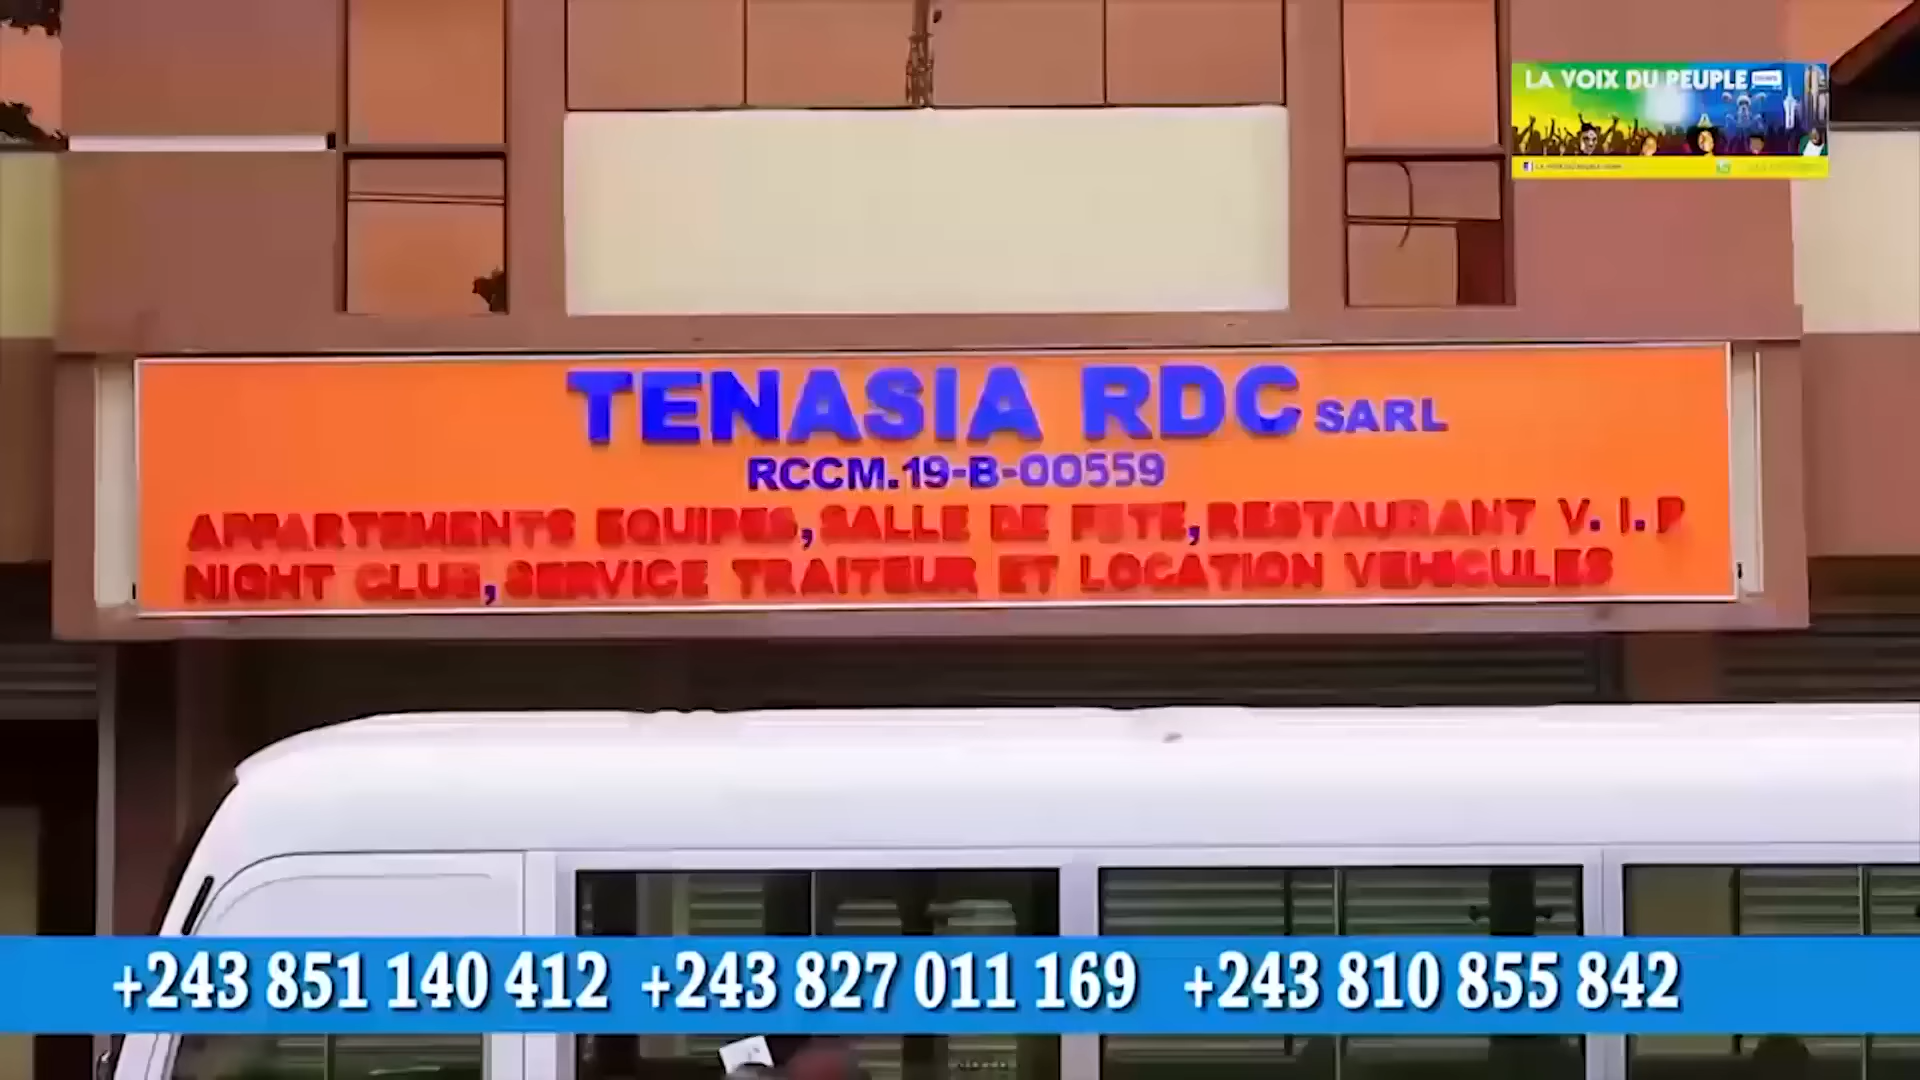 LA VOIX DU PEUPLE
TENASIA RDC SARL
RCCM.19-B-00559
APPARTEMENTS EQUIPES, SALLE DE FETE, RESTAURANT V.I.P
NIGHT CLUB, SERVICE TRAITEUR ET LOCATION VEHICULES
+243 851 140 412 +243 827 011 169 +243 810 855 842